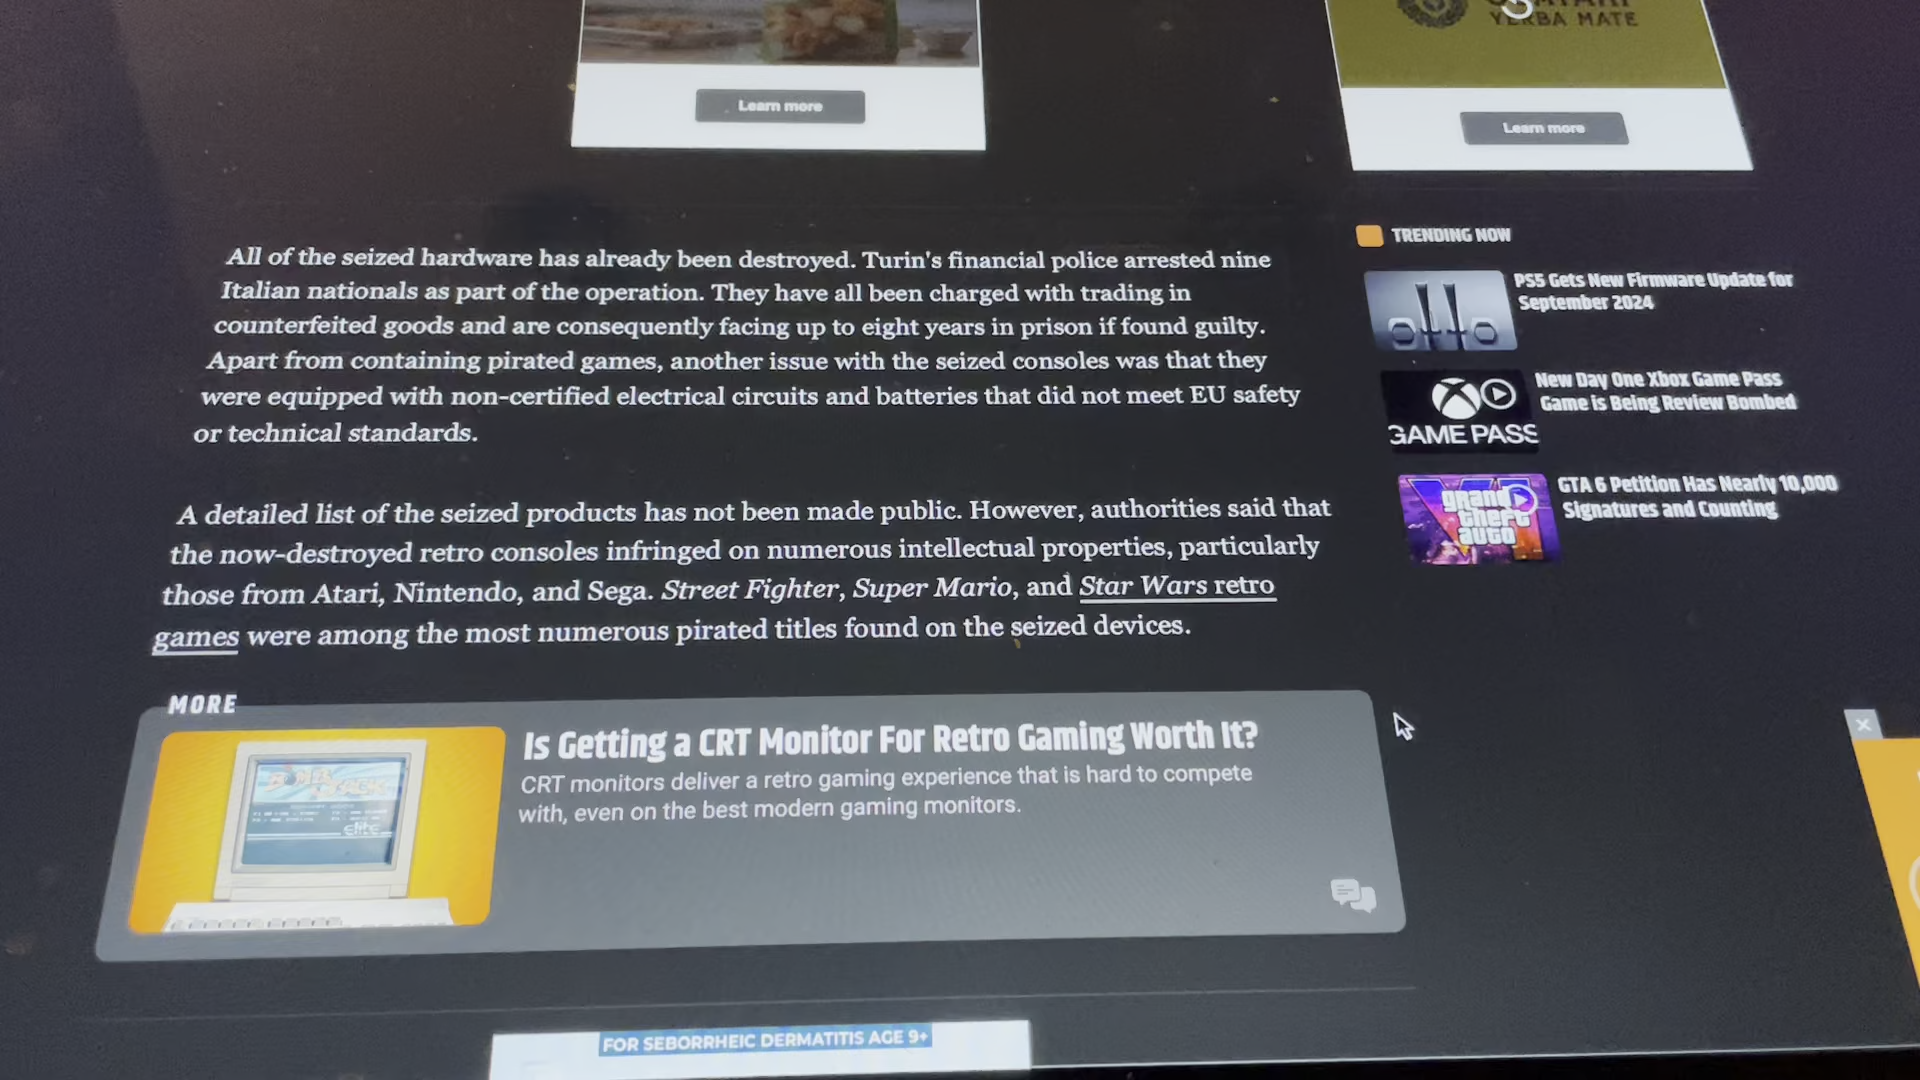 YERBA MATE
Learn more
Learn more
All of the seized hardware has already been destroyed. Turin's financial police arrested nine
Italian nationals as part of the operation. They have all been charged with trading in
counterfeited goods and are consequently facing up to eight years in prison if found guilty.
Apart from containing pirated games, another issue with the seized consoles was that they
were equipped with non-certified electrical circuits and batteries that did not meet EU safety
or technical standards.
A detailed list of the seized products has not been made public. However, authorities said that
the now-destroyed retro consoles infringed on numerous intellectual properties, particularly
those from Atari, Nintendo, and Sega. Street Fighter, Super Mario, and Star Wars retro
games were among the most numerous pirated titles found on the seized devices.
TRENDING NOW
PS5 Gets New Firmware Update for
September 2024
GAME PASS
New Day One Xbox Game Pass
Game is Being Review Bombed
grand
theft
auto
GTA 6 Petition Has Nearly 10,000
Signatures and Counting
MORE
elite
Is Getting a CRT Monitor For Retro Gaming Worth It?
CRT monitors deliver a retro gaming experience that is hard to compete
with, even on the best modern gaming monitors.
FOR SEBORRHEIC DERMATITIS AGE 9+